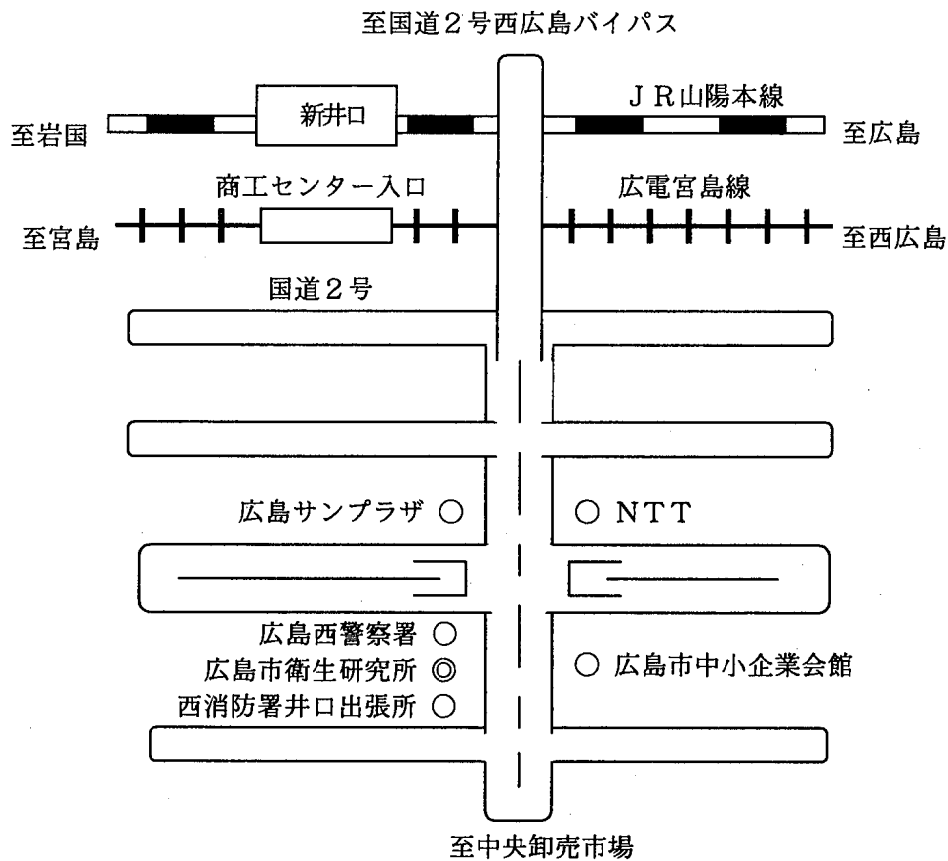 至国道２号西広島バイパス
ＪＲ山陽本線
新井口
至岩国
至広島
商工センター入口
広電宮島線
至宮島
至西広島
国道２号
広島サンプラザ
ＮＴＴ
広島西警察署
広島市衛生研究所
広島市中小企業会館
西消防署井口出張所
至中央卸売市場